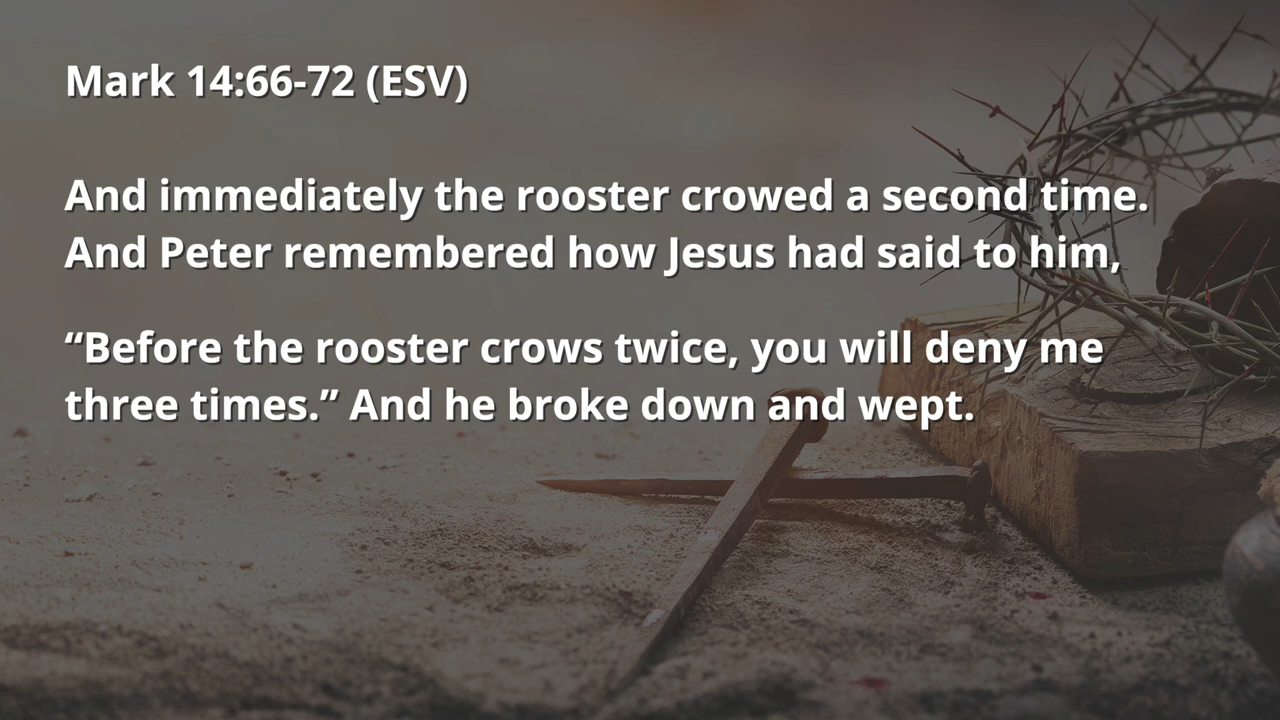 Mark 14:66-72 (ESV)
And immediately the rooster crowed a second time.
And Peter remembered how Jesus had said to him,
“Before the rooster crows twice, you will deny me
three times.” And he broke down and wept.